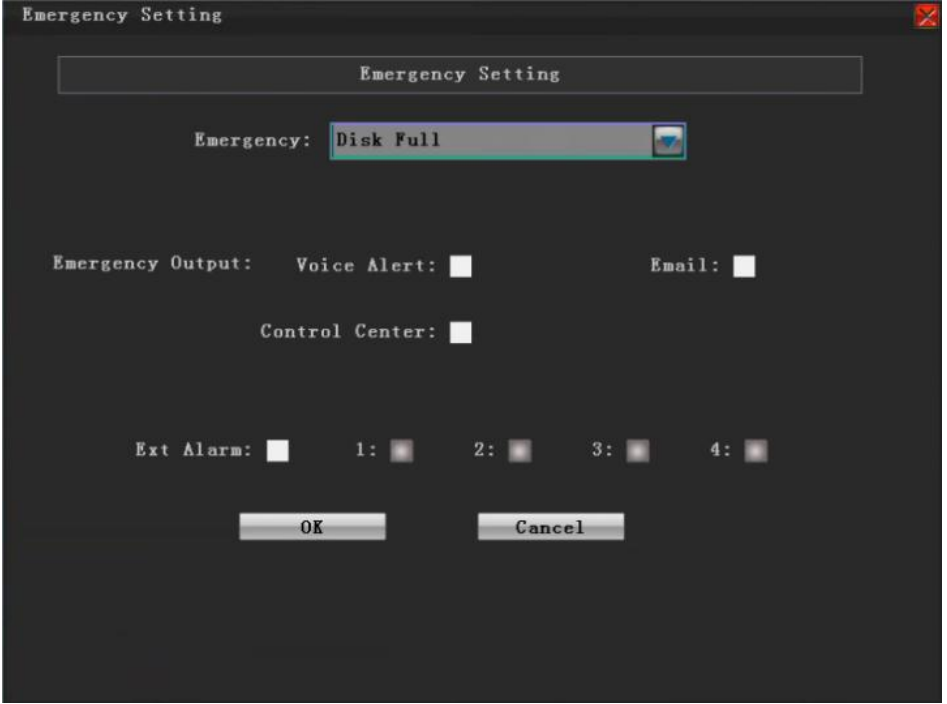 Emergency Setting
Emergency Setting
Emergency: Disk Full
Emergency Output: Voice Alert: Email:
Control Center:
Ext Alarm: 1: 2: 3: 4:
OK Cancel